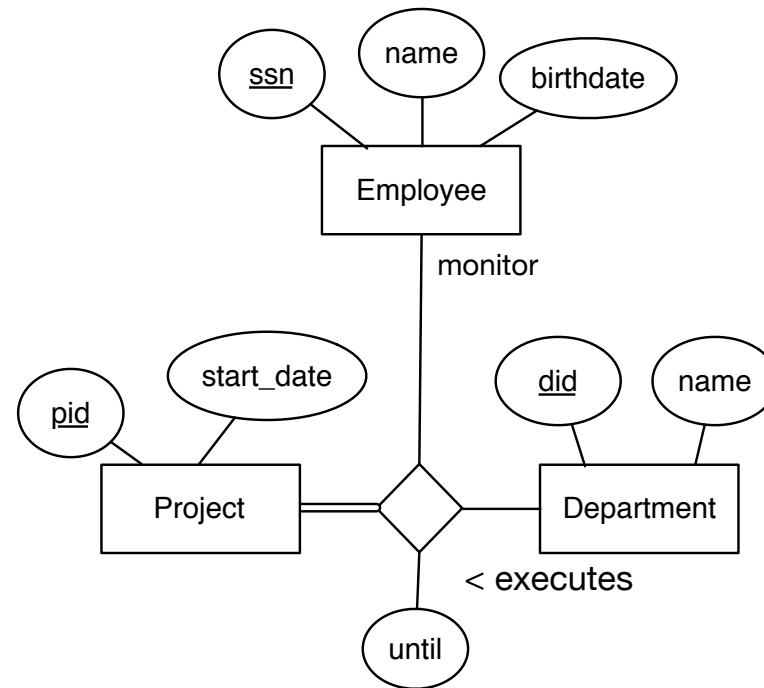 ssn
name
birthdate
Employee
monitor
start_date
pid
did
name
Project
Department
< executes
until